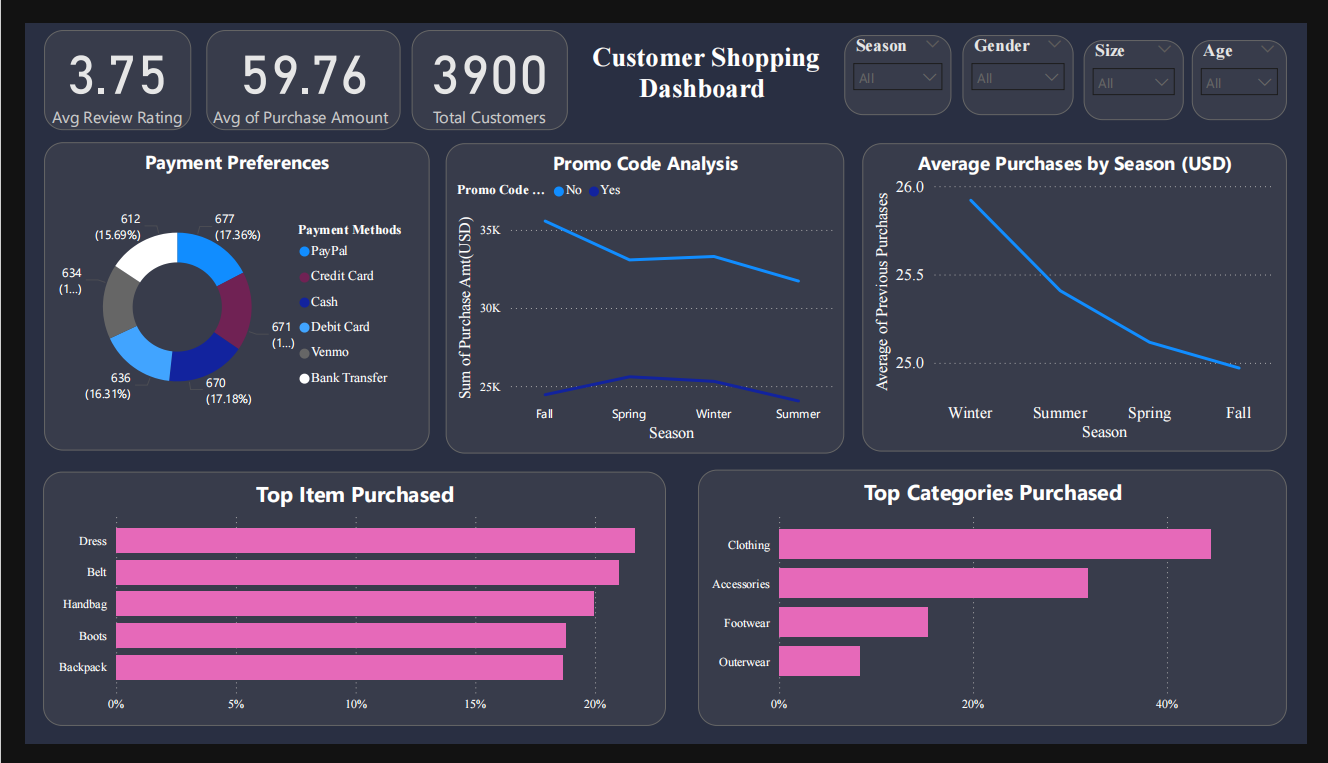 3.75
Avg Review Rating
59.76
Avg of Purchase Amount
3900
Total Customers
Customer Shopping
Dashboard
Season
All
Gender
All
Size
All
Age
All
Payment Preferences
612
(15.69%)
677
(17.36%)
634
(1...)
671
(1...)
636
(16.31%)
670
(17.18%)
Payment Methods
PayPal
Credit Card
Cash
Debit Card
Venmo
Bank Transfer
Promo Code Analysis
Promo Code ... No Yes
Sum of Purchase Amt(USD)
35K
30K
25K
Fall Spring Winter Summer
Season
Average Purchases by Season (USD)
Average of Previous Purchases
26.0
25.5
25.0
Winter Summer Spring Fall
Season
Top Item Purchased
Dress
Belt
Handbag
Boots
Backpack
0% 5% 10% 15% 20%
Top Categories Purchased
Clothing
Accessories
Footwear
Outerwear
0% 20% 40%